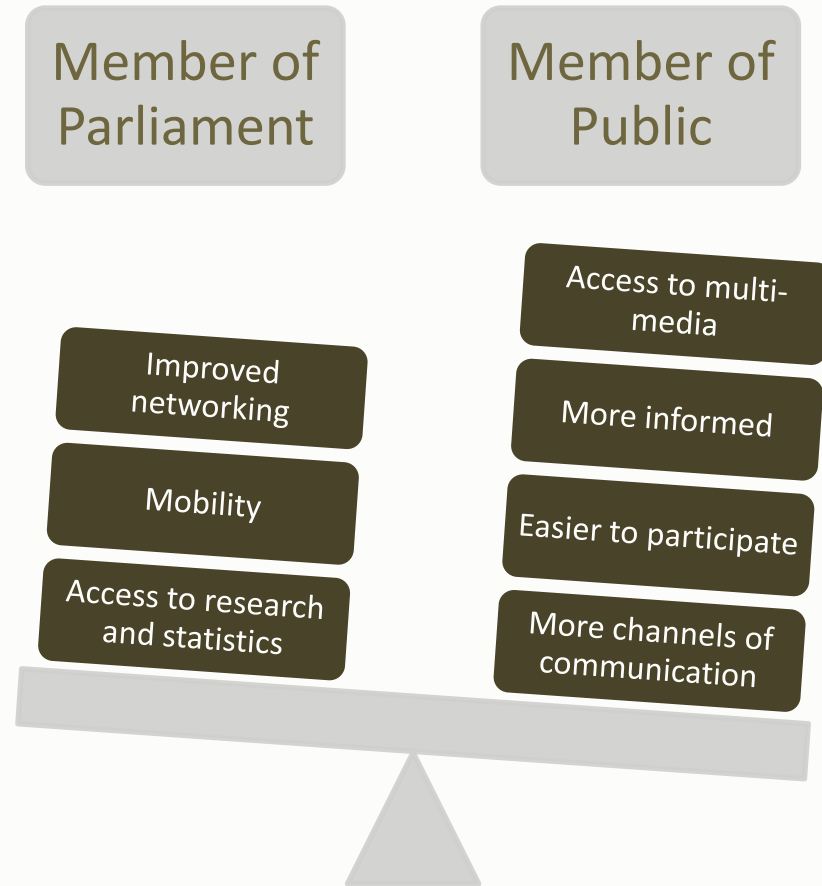 Member of
Parliament
Member of
Public
Improved
networking
Mobility
Access to research
and statistics
Access to multi-
media
More informed
Easier to participate
More channels of
communication